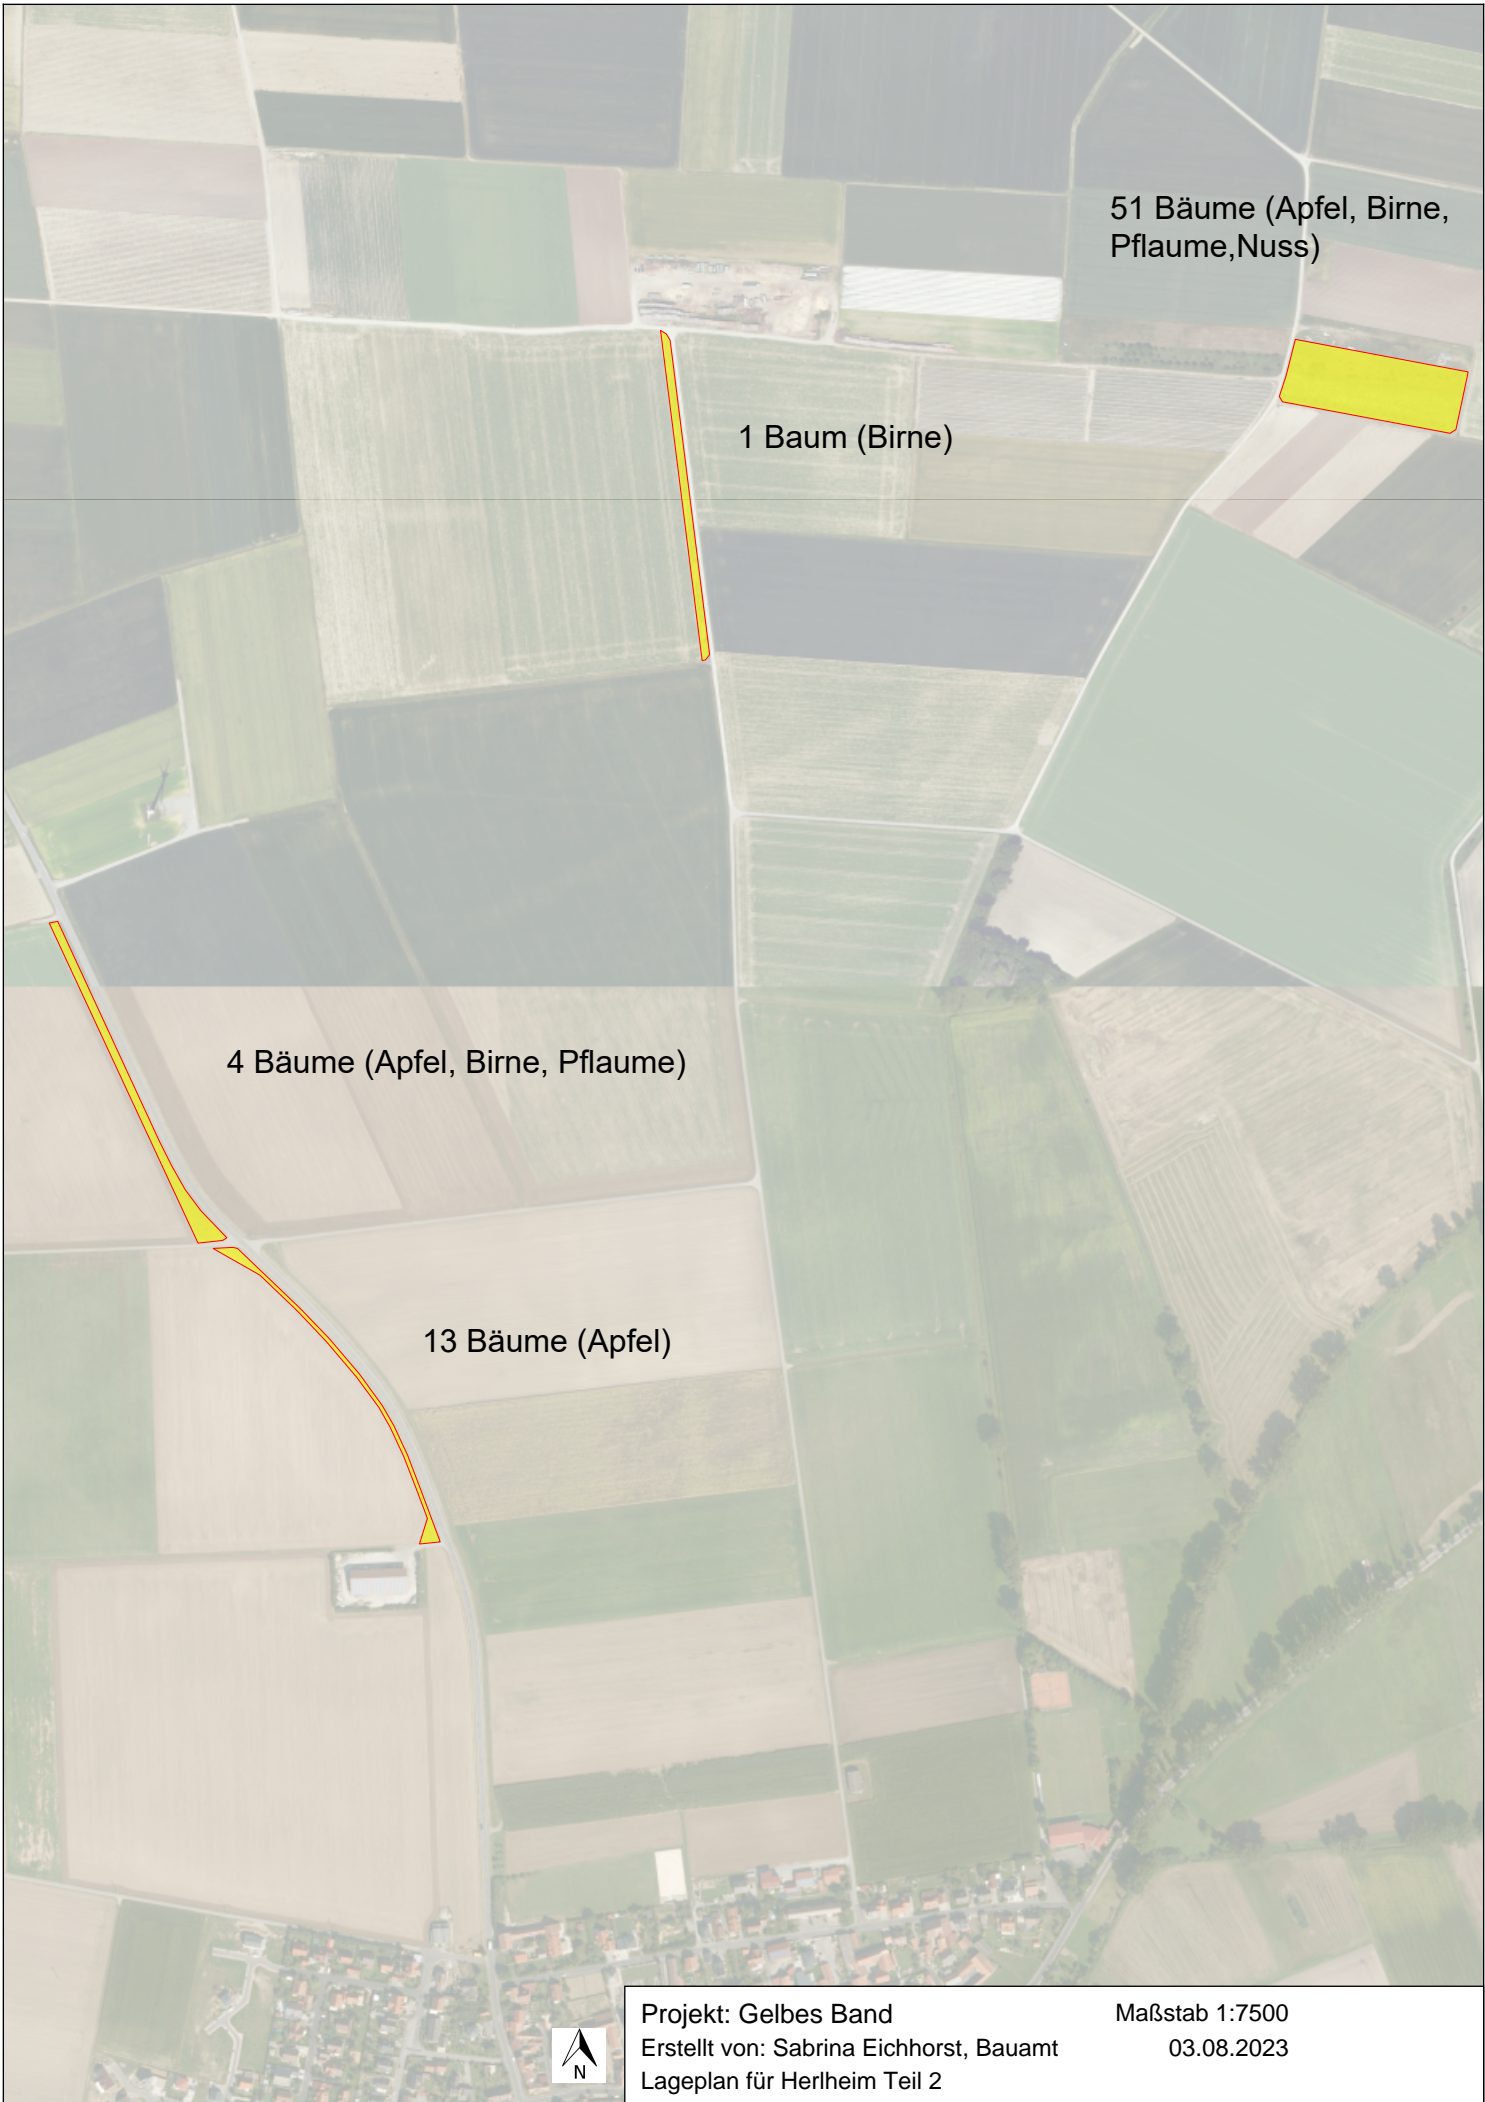 51 Bäume (Apfel, Birne,
Pflaume,Nuss)
1 Baum (Birne)
4 Bäume (Apfel, Birne, Pflaume)
13 Bäume (Apfel)
N
Projekt: Gelbes Band
Maßstab 1:7500
Erstellt von: Sabrina Eichhorst, Bauamt
03.08.2023
Lageplan für Herlheim Teil 2